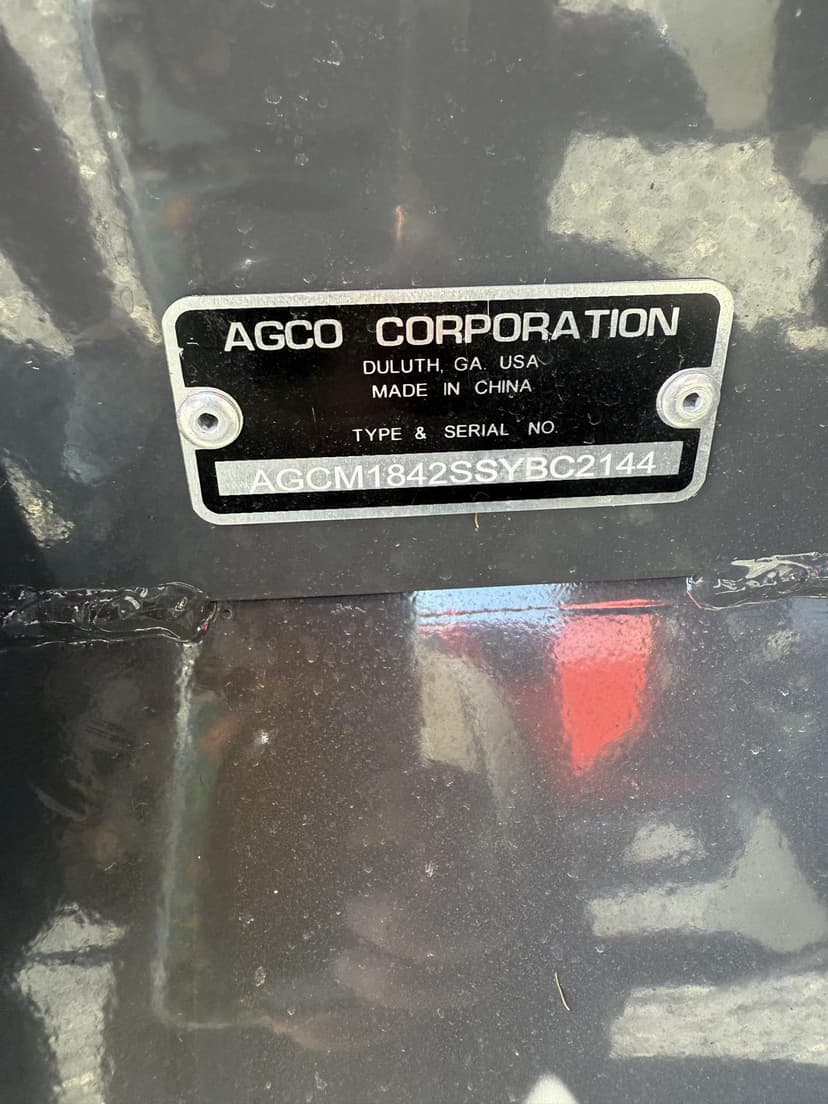 AGCO CORPORATION
DULUTH, GA. USA
MADE IN CHINA
TYPE & SERIAL NO.
AGCM1842SSYBC2144